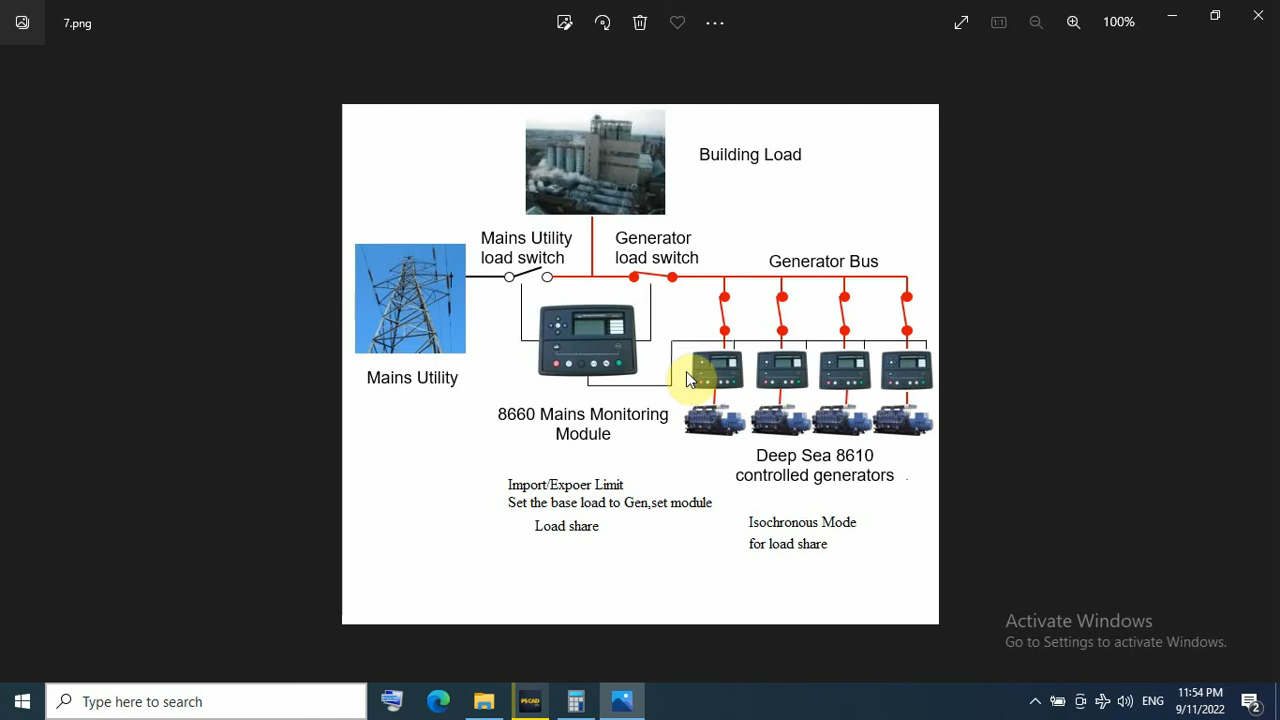 7.png
100%
Building Load
Mains Utility
load switch
Generator
load switch
Generator Bus
Mains Utility
8660 Mains Monitoring
Module
Deep Sea 8610
controlled generators .
Import/Expoer Limit
Set the base load to Gen,set module
Load share
Isochronous Mode
for load share
Activate Windows
Go to Settings to activate Windows.
Type here to search
PSCAD
ENG
11:54 PM
9/11/2022
2